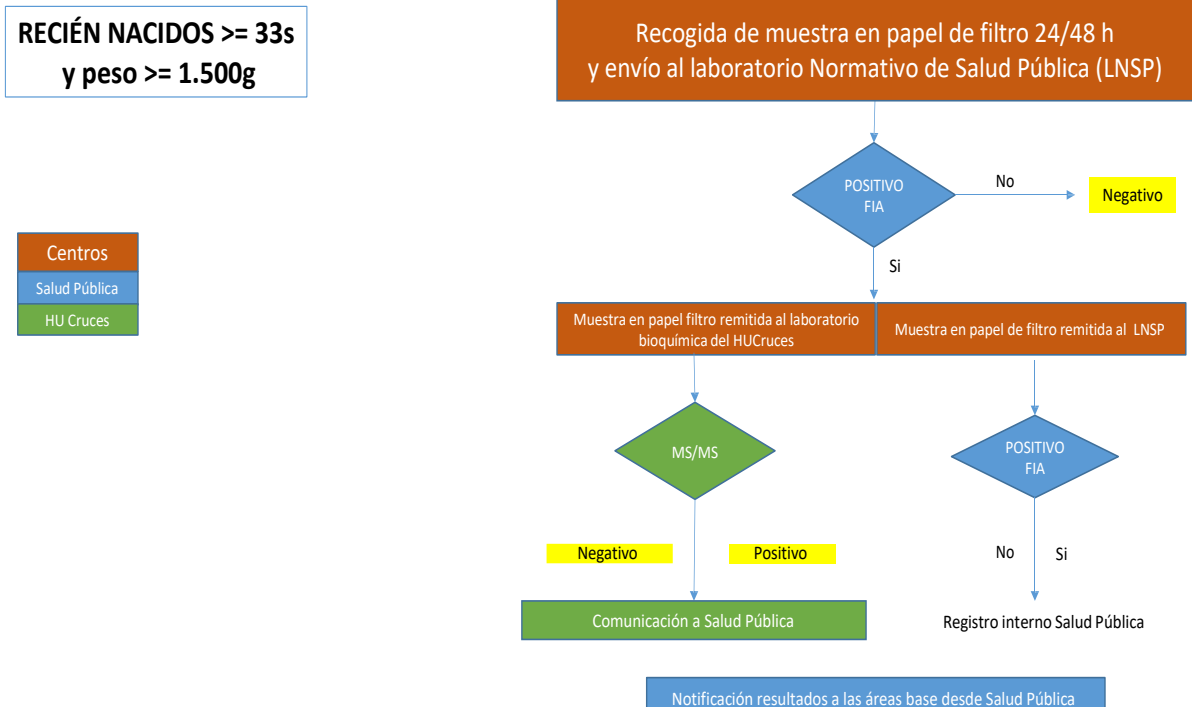 RECIÉN NACIDOS >= 33s
y peso >= 1.500g
Recogida de muestra en papel de filtro 24/48 h
y envío al laboratorio Normativo de Salud Pública (LNSP)
POSITIVO
FIA
No
Negativo
Centros
Salud Pública
HU Cruces
Si
Muestra en papel filtro remitida al laboratorio
bioquímica del HUCruces
Muestra en papel de filtro remitida al LNSP
MS/MS
POSITIVO
FIA
Negativo
Positivo
No
Si
Comunicación a Salud Pública
Registro interno Salud Pública
Notificación resultados a las áreas base desde Salud Pública